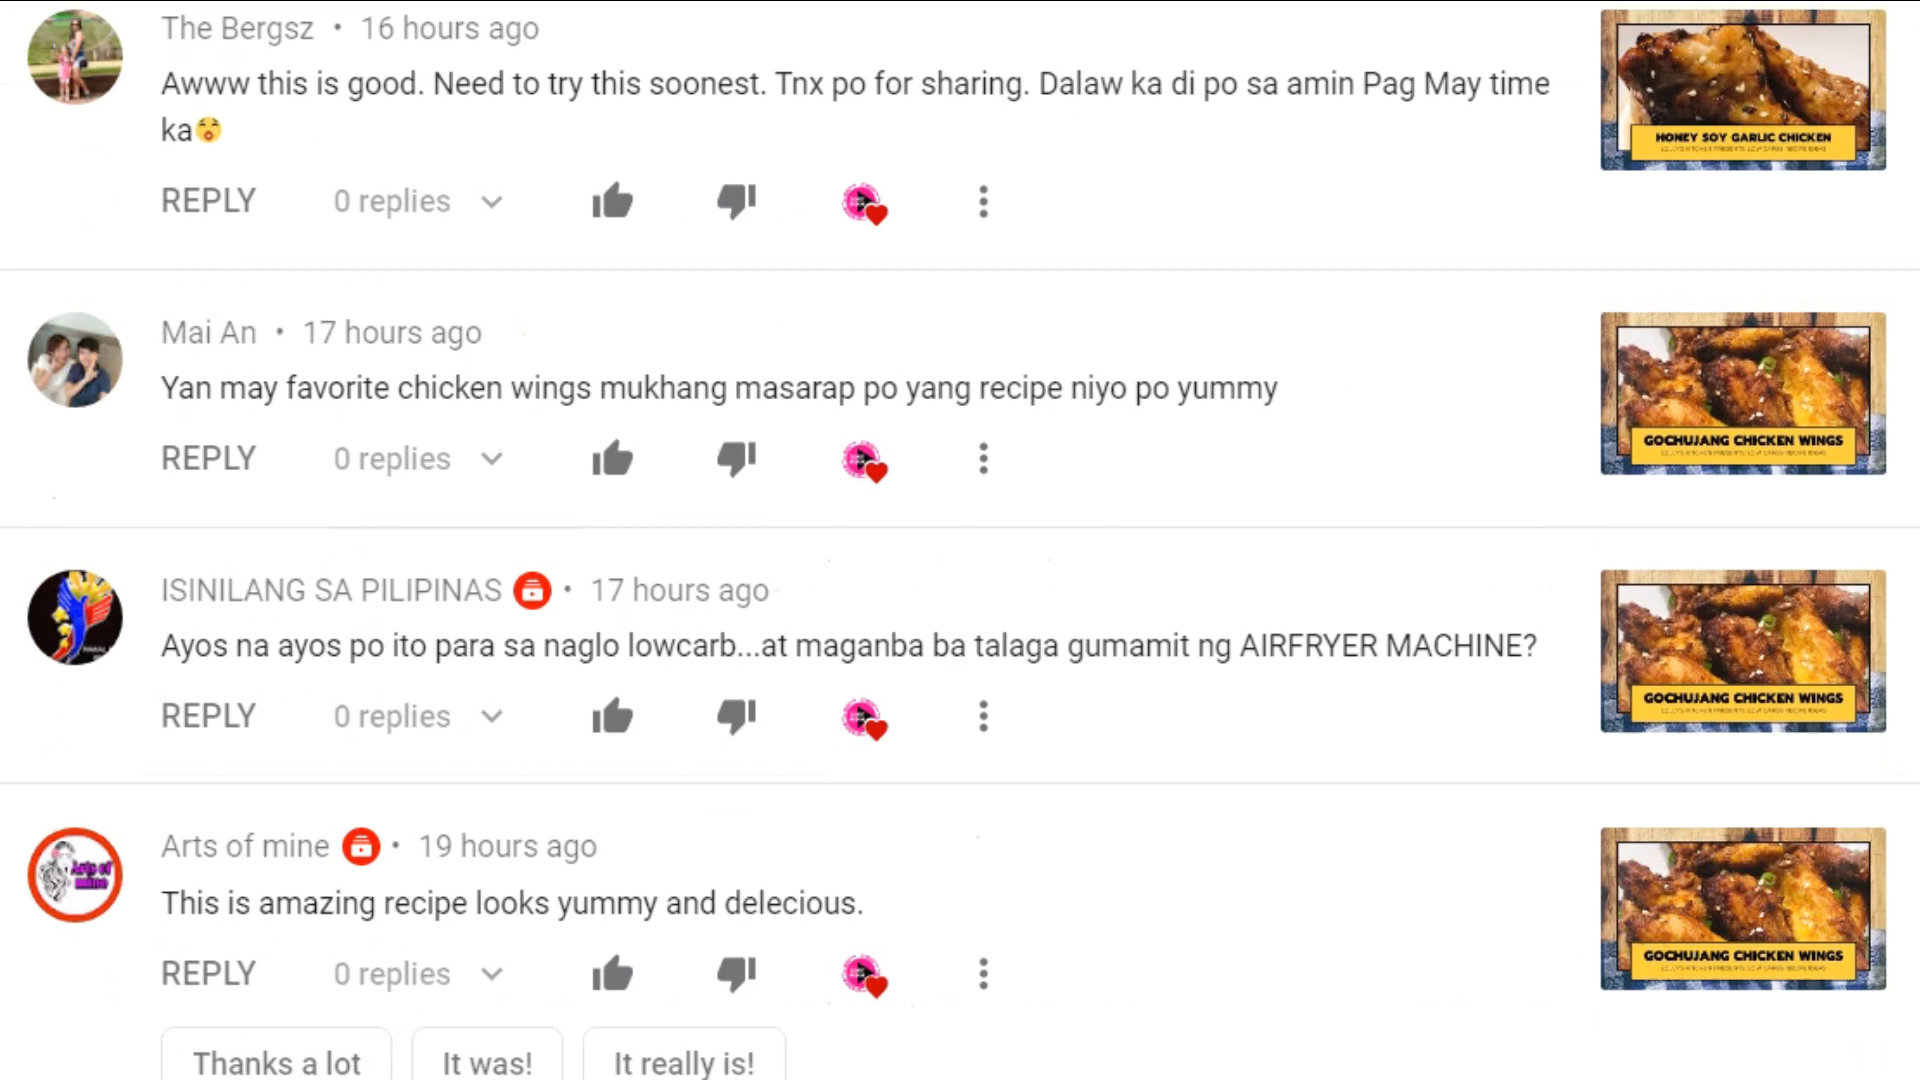 The Bergsz • 16 hours ago
Awww this is good. Need to try this soonest. Tnx po for sharing. Dalaw ka di po sa amin Pag May time
ka😲
REPLY 0 replies
HONEY SOY GARLIC CHICKEN
Mai An • 17 hours ago
Yan may favorite chicken wings mukhang masarap po yang recipe niyo po yummy
REPLY 0 replies
GOCHUJANG CHICKEN WINGS
ISINILANG SA PILIPINAS • 17 hours ago
Ayos na ayos po ito para sa naglo lowcarb...at maganba ba talaga gumamit ng AIRFRYER MACHINE?
REPLY 0 replies
GOCHUJANG CHICKEN WINGS
Arts of mine • 19 hours ago
Arts of
mine
This is amazing recipe looks yummy and delecious.
REPLY 0 replies
GOCHUJANG CHICKEN WINGS
Thanks a lot It was! It really is!